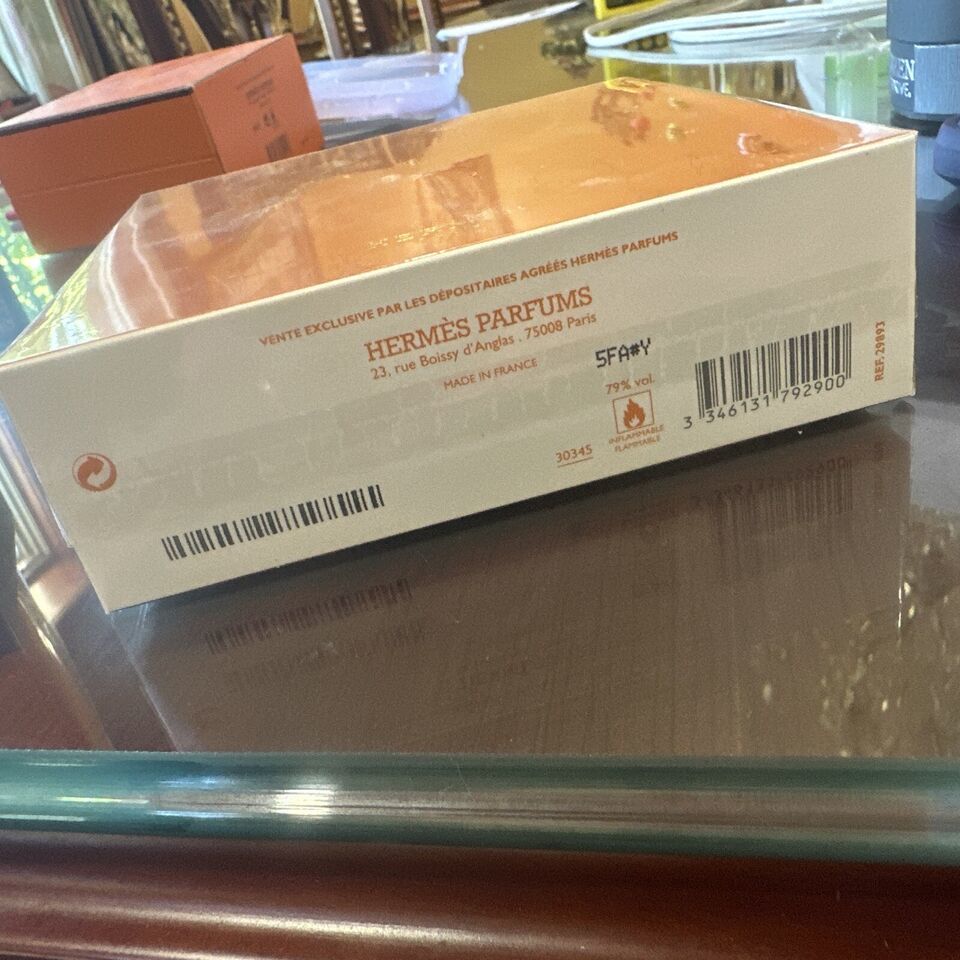 VENTE EXCLUSIVE PAR LES DÉPOSITAIRES AGRÉÉS HERMÈS PARFUMS
HERMÈS PARFUMS
23, rue Boissy d'Anglas . 75008 Paris
MADE IN FRANCE
5FA#Y
79% vol.
INFLAMMABLE
FLAMMABLE
30345
3 346131 792900
REF. 29893